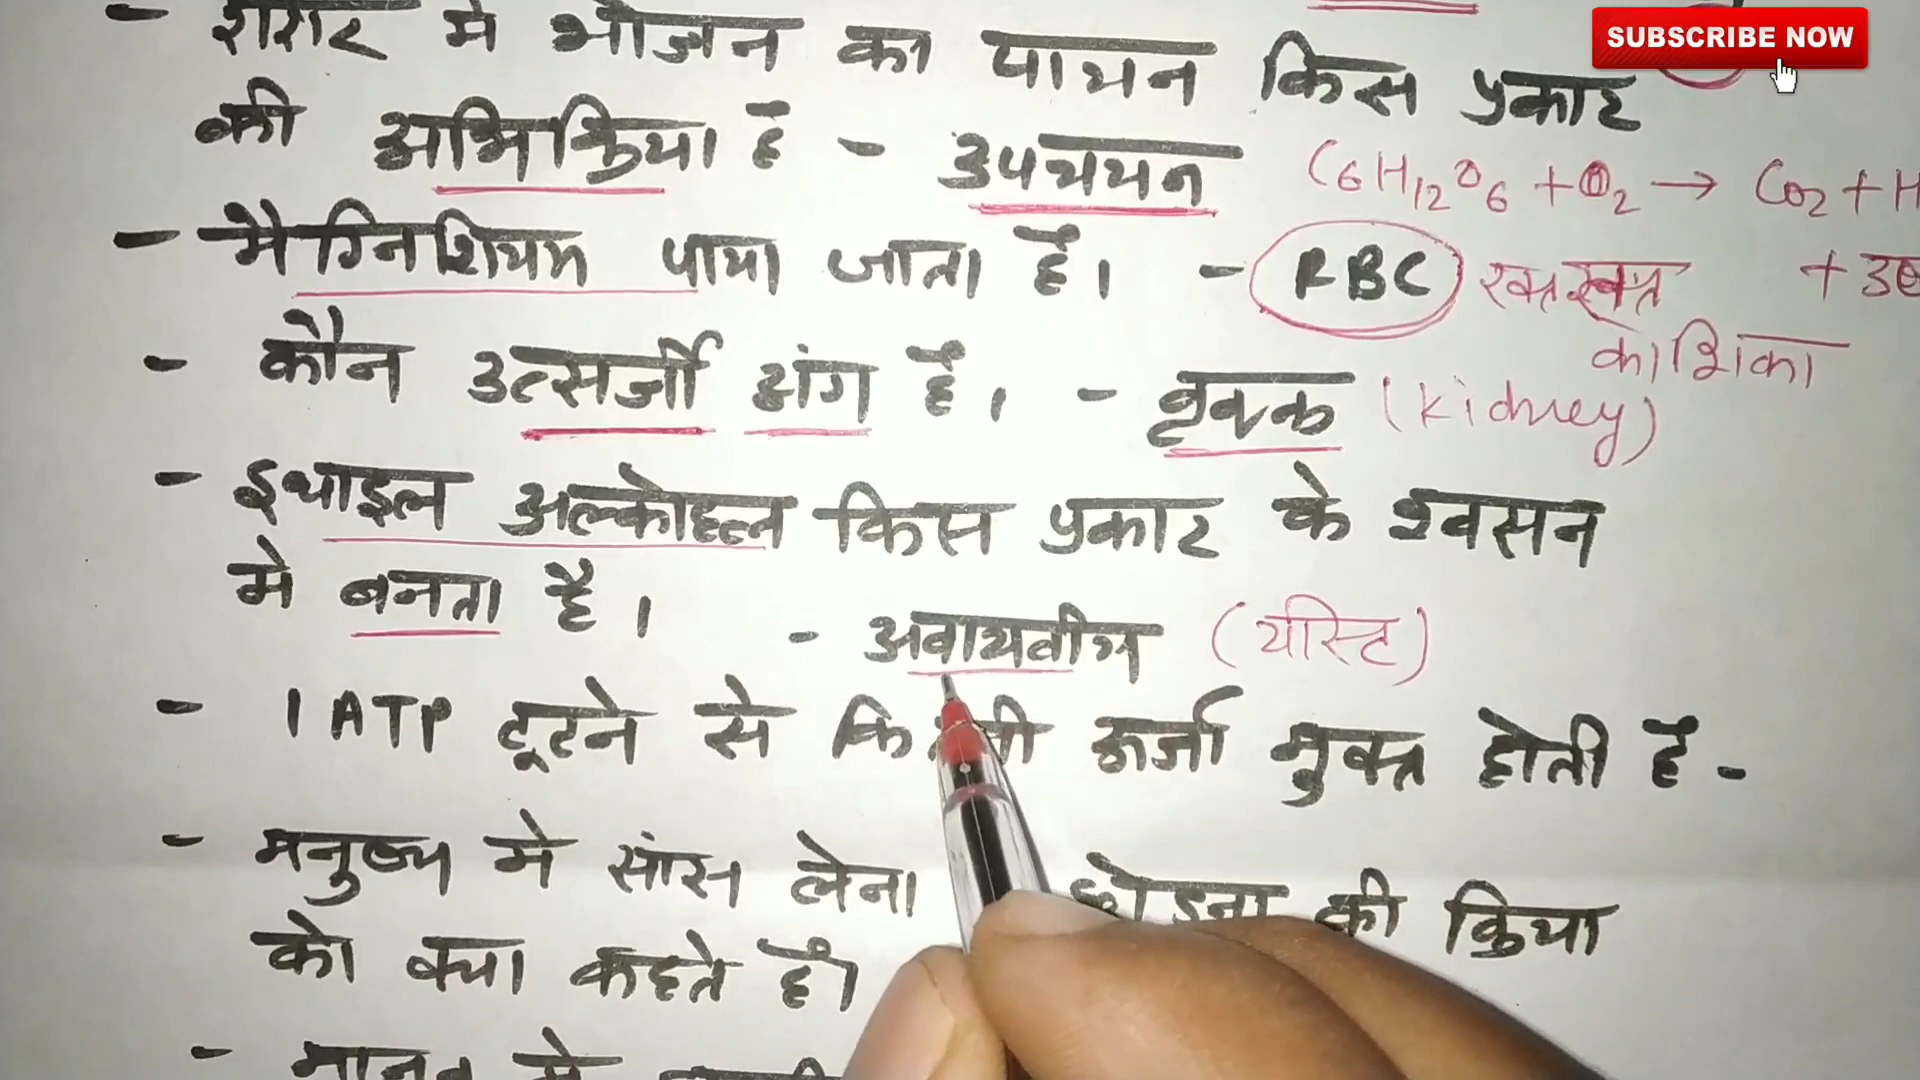 SUBSCRIBE NOW
- शरीर में भोजन का पाचन किस प्रकार
की अभिक्रिया है - उपचयन C6H12O6 + O2 → CO2 + H
- मैग्निशियम पाया जाता है। - RBC रक्त + 
कोशिका
- कौन उत्सर्जी अंग है। - वृक्क (Kidney)
- इथाइल अल्कोहल किस प्रकार के श्वसन
में बनता है।
- अवायवीय (यीस्ट)
- 1 ATP टूटने से ऊर्जा मुक्त होती है -
- मनुष्य में सांस लेना छोड़ना की क्रिया
को क्या कहते हैं।
- मानव में